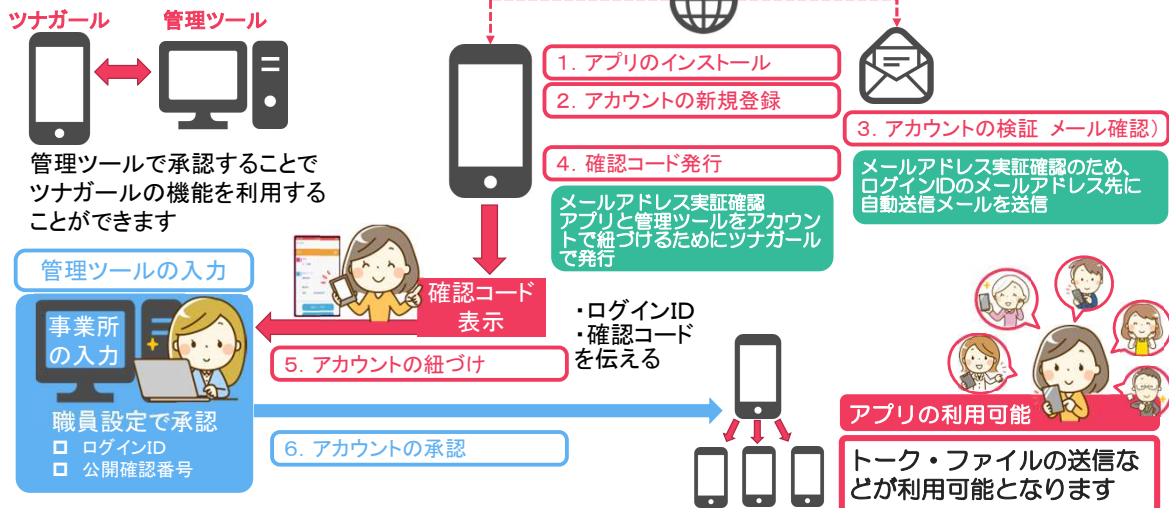 ツナガール
管理ツール
管理ツールで承認することで
ツナガールの機能を利用する
ことができます
1. アプリのインストール
2. アカウントの新規登録
3. アカウントの検証 メール確認)
メールアドレス実証確認のため、
ログインIDのメールアドレス先に
自動送信メールを送信
4. 確認コード発行
メールアドレス実証確認
アプリと管理ツールをアカウン
トで紐づけるためにツナガール
で発行
確認コード
表示
・ログインID
・確認コード
を伝える
5. アカウントの紐づけ
管理ツールの入力
事業所
の入力
職員設定で承認
ログインID
公開確認番号
6. アカウントの承認
アプリの利用可能
トーク・ファイルの送信な
どが利用可能となります